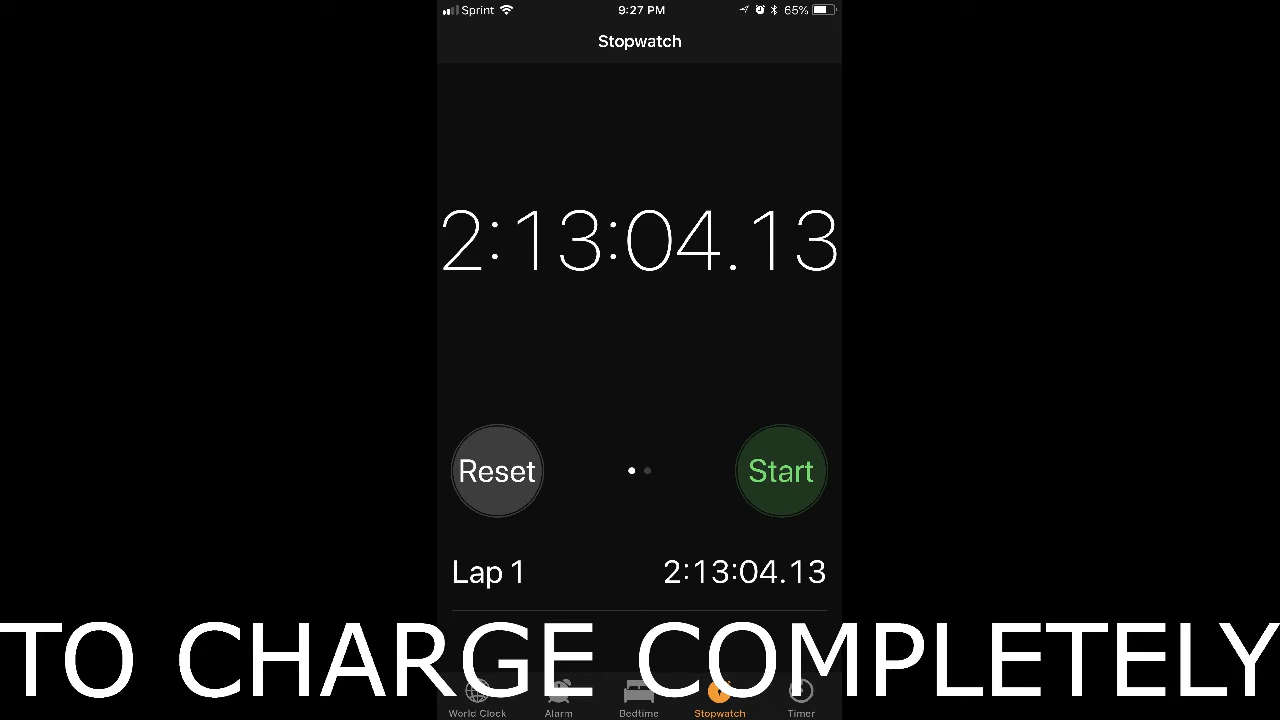 Sprint 9:27 PM 65%
Stopwatch
2:13:04.13
Reset Start
Lap 1 2:13:04.13
TO CHARGE COMPLETELY
World Clock Alarm Bedtime Stopwatch Timer